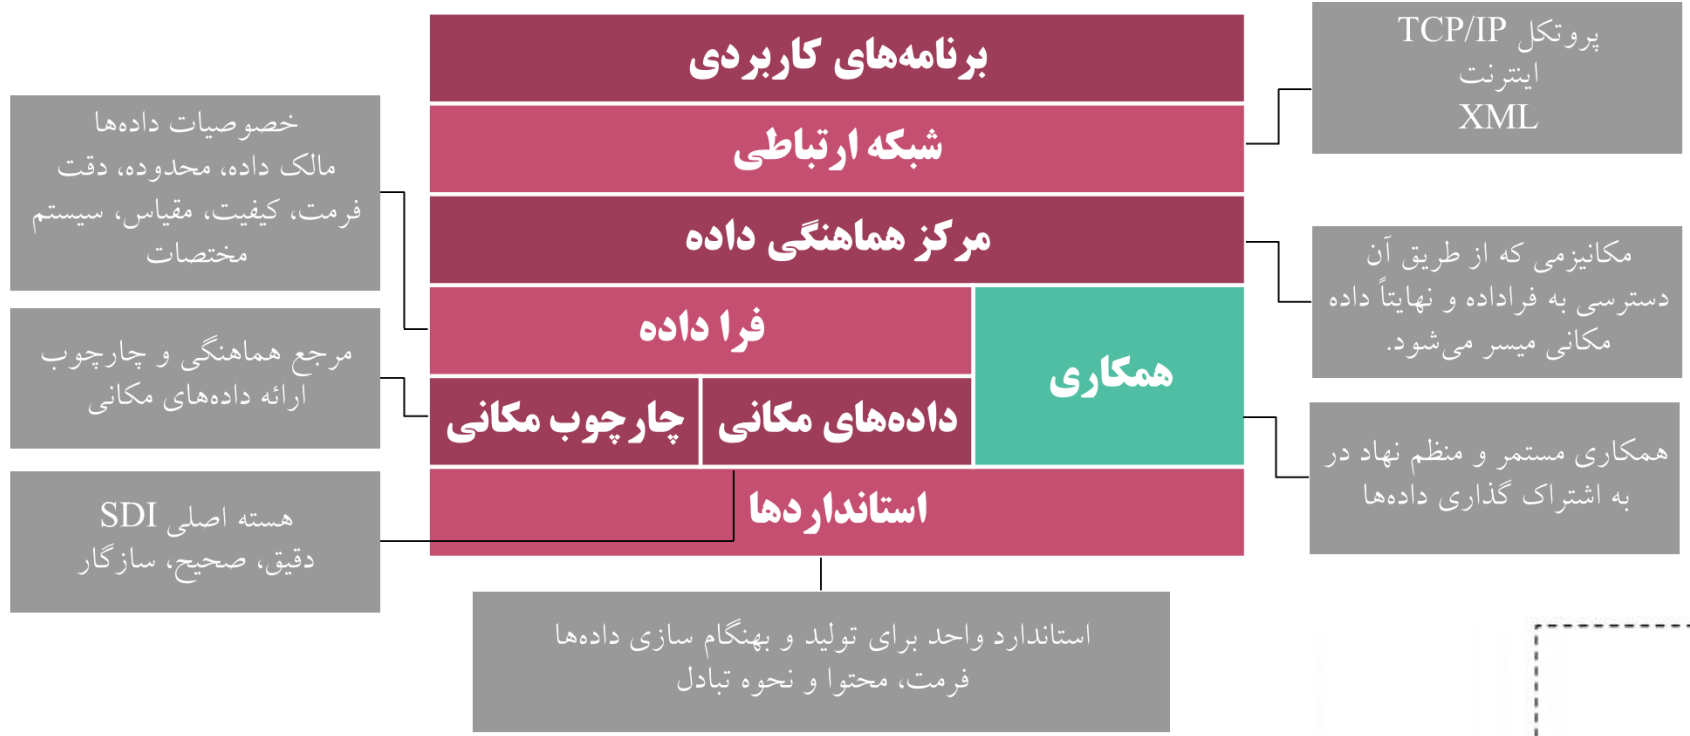 برنامه‌های کاربردی
شبکه ارتباطی
مرکز هماهنگی داده
فرا داده
همکاری
داده‌های مکانی
چارچوب مکانی
استانداردها
پروتکل TCP/IP
اینترنت
XML
مکانیزمی که از طریق آن
دسترسی به فراداده و نهایتاً داده
مکانی میسر می‌شود.
همکاری مستمر و منظم نهاد در
به اشتراک گذاری داده‌ها
خصوصیات داده‌ها
مالک داده، محدوده، دقت
فرمت، کیفیت، مقیاس، سیستم
مختصات
مرجع هماهنگی و چارچوب
ارائه داده‌های مکانی
هسته اصلی SDI
دقیق، صحیح، سازگار
استاندارد واحد برای تولید و بهنگام سازی داده‌ها
فرمت، محتوا و نحوه تبادل